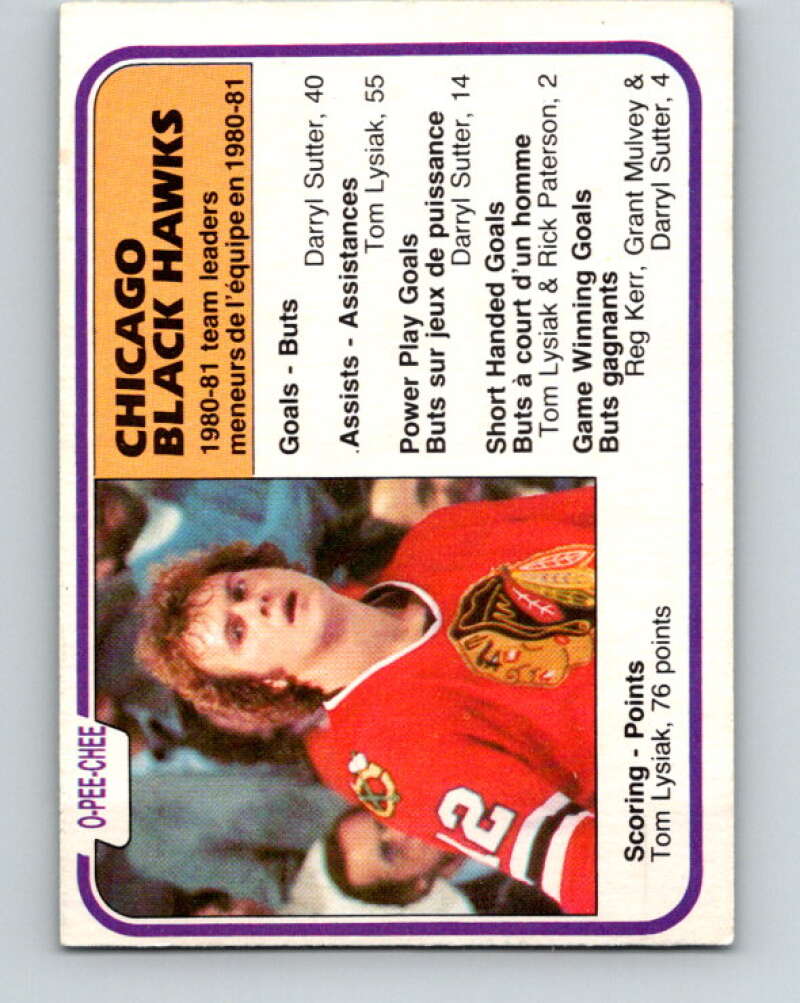 O-PEE-CHEE
CHICAGO
BLACK HAWKS
1980-81 team leaders
meneurs de l'équipe en 1980-81
Goals - Buts
Darryl Sutter, 40
Assists - Assistances
Tom Lysiak, 55
Power Play Goals
Buts sur jeux de puissance
Darryl Sutter, 14
Short Handed Goals
Buts à court d'un homme
Tom Lysiak & Rick Paterson, 2
Game Winning Goals
Buts gagnants
Reg Kerr, Grant Mulvey &
Darryl Sutter, 4
Scoring - Points
Tom Lysiak, 76 points
12